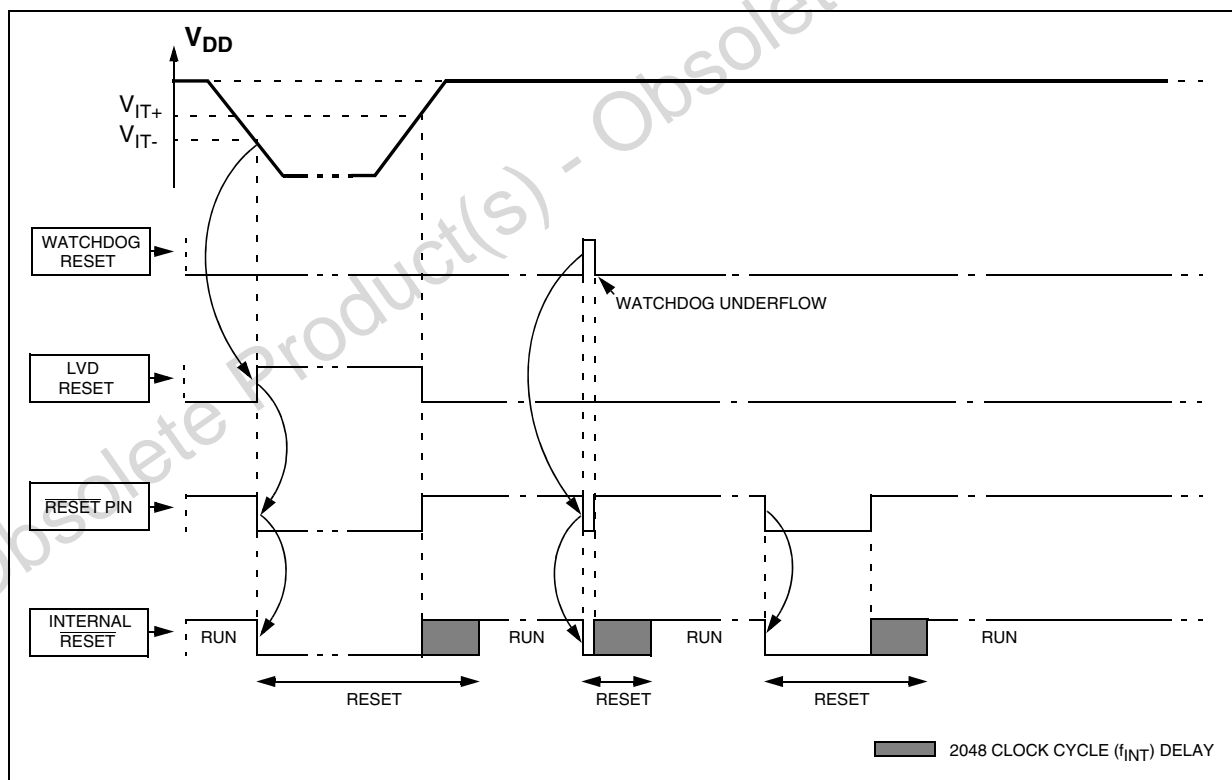 VDD
VIT+
VIT-
WATCHDOG
RESET
WATCHDOG UNDERFLOW
LVD
RESET
RESET PIN
INTERNAL
RESET
RUN
RUN
RUN
RUN
RESET
RESET
RESET
2048 CLOCK CYCLE (fINT) DELAY
Obsolete Product(s) - Obsolet